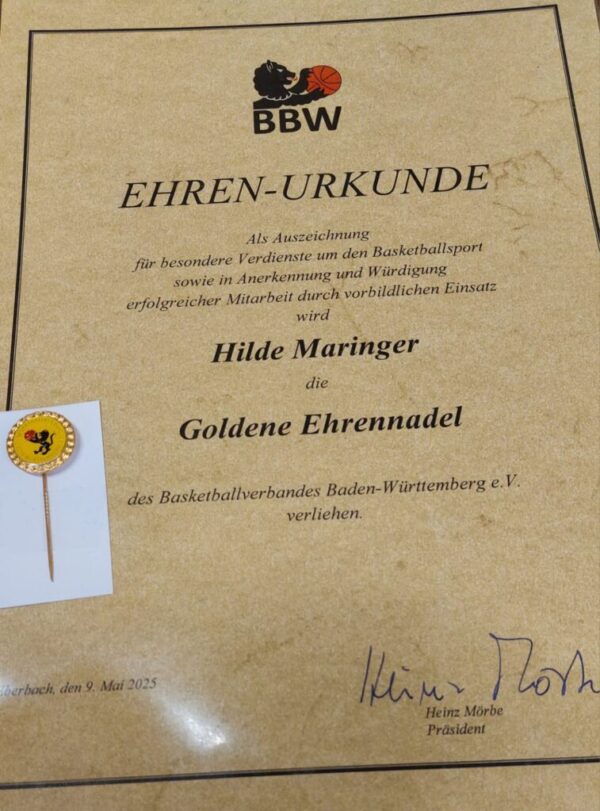 BBW
EHREN-URKUNDE
Als Auszeichnung
für besondere Verdienste um den Basketballsport
sowie in Anerkennung und Würdigung
erfolgreicher Mitarbeit durch vorbildlichen Einsatz
wird
Hilde Maringer
die
Goldene Ehrennadel
des Basketballverbandes Baden-Württemberg e.V.
verliehen.
den 9. Mai 2025
Heinz Mörbe
Heinz Mörbe
Präsident